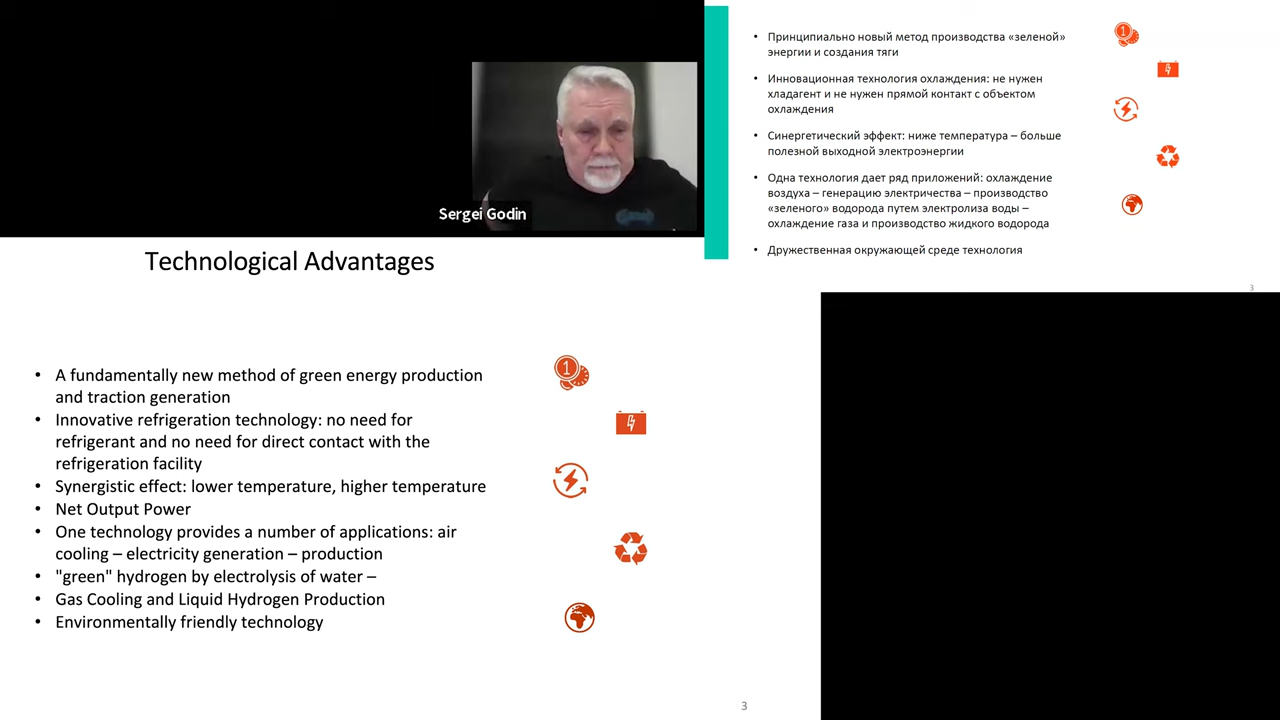 Sergei Godin
Technological Advantages
• A fundamentally new method of green energy production
and traction generation
• Innovative refrigeration technology: no need for
refrigerant and no need for direct contact with the
refrigeration facility
• Synergistic effect: lower temperature, higher temperature
• Net Output Power
• One technology provides a number of applications: air
cooling – electricity generation – production
• "green" hydrogen by electrolysis of water –
• Gas Cooling and Liquid Hydrogen Production
• Environmentally friendly technology
1
3
• Принципиально новый метод производства «зеленой»
энергии и создания тяги
• Инновационная технология охлаждения: не нужен
хладагент и не нужен прямой контакт с объектом
охлаждения
• Синергетический эффект: ниже температура – больше
полезной выходной электроэнергии
• Одна технология дает ряд приложений: охлаждение
воздуха – генерацию электричества – производство
«зеленого» водорода путем электролиза воды –
охлаждение газа и производство жидкого водорода
• Дружественная окружающей среде технология
1
3